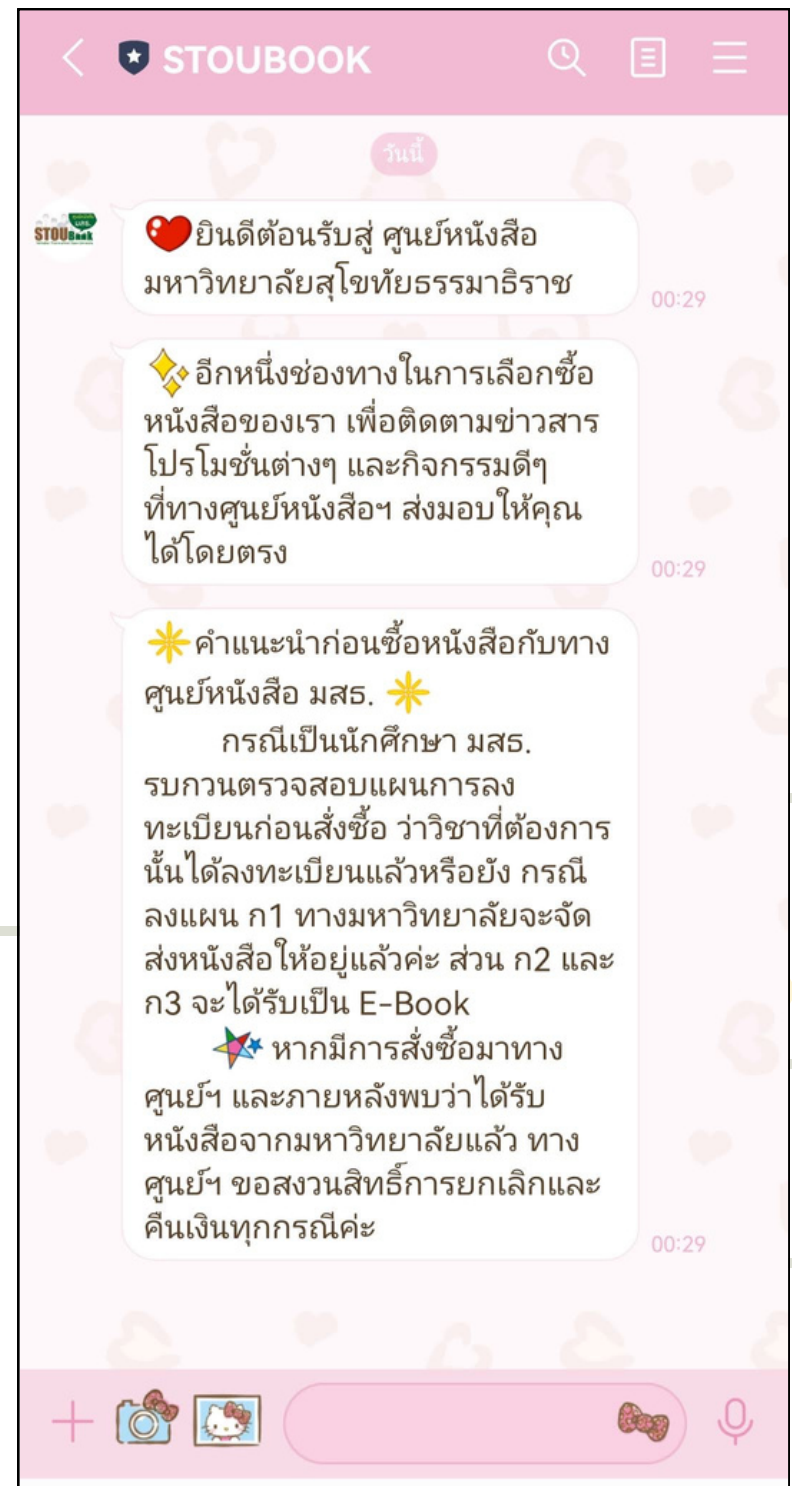 STOUBOOK
วันนี้
STOUBook
❤️ยินดีต้อนรับสู่ ศูนย์หนังสือ
มหาวิทยาลัยสุโขทัยธรรมาธิราช
00:29
✨ อีกหนึ่งช่องทางในการเลือกซื้อ
หนังสือของเรา เพื่อติดตามข่าวสาร
โปรโมชั่นต่างๆ และกิจกรรมดีๆ
ที่ทางศูนย์หนังสือฯ ส่งมอบให้คุณ
ได้โดยตรง
00:29
คำแนะนำก่อนซื้อหนังสือกับทาง
ศูนย์หนังสือ มสธ.
กรณีเป็นนักศึกษา มสธ.
รบกวนตรวจสอบแผนการลง
ทะเบียนก่อนสั่งซื้อ ว่าวิชาที่ต้องการ
นั้นได้ลงทะเบียนแล้วหรือยัง กรณี
ลงแผน ก1 ทางมหาวิทยาลัยจะจัด
ส่งหนังสือให้อยู่แล้วค่ะ ส่วน ก2 และ
ก3 จะได้รับเป็น E-Book
หากมีการสั่งซื้อมาทาง
ศูนย์ฯ และภายหลังพบว่าได้รับ
หนังสือจากมหาวิทยาลัยแล้ว ทาง
ศูนย์ฯ ขอสงวนสิทธิ์การยกเลิกและ
คืนเงินทุกกรณีค่ะ
00:29